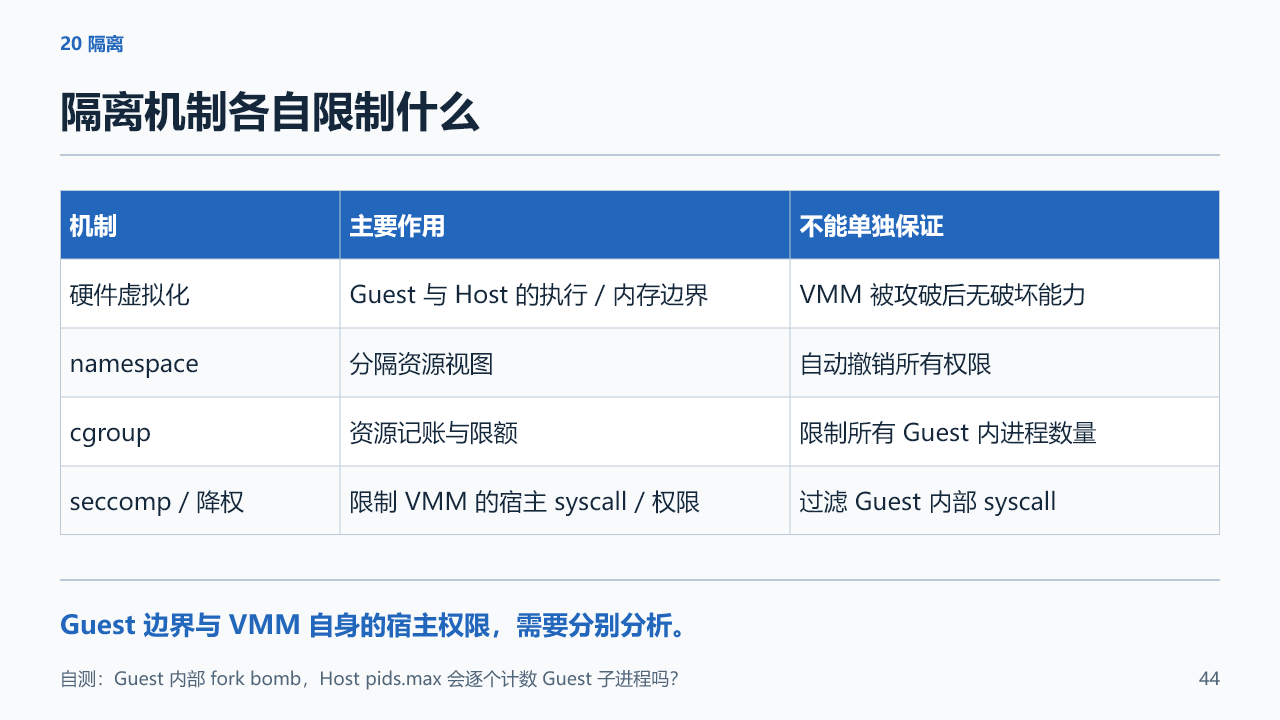 20 隔离
隔离机制各自限制什么
机制 主要作用 不能单独保证
硬件虚拟化 Guest 与 Host 的执行 / 内存边界 VMM 被攻破后无破坏能力
namespace 分隔资源视图 自动撤销所有权限
cgroup 资源记账与限额 限制所有 Guest 内进程数量
seccomp / 降权 限制 VMM 的宿主 syscall / 权限 过滤 Guest 内部 syscall
Guest 边界与 VMM 自身的宿主权限，需要分别分析。
自测：Guest 内部 fork bomb，Host pids.max 会逐个计数 Guest 子进程吗？ 44